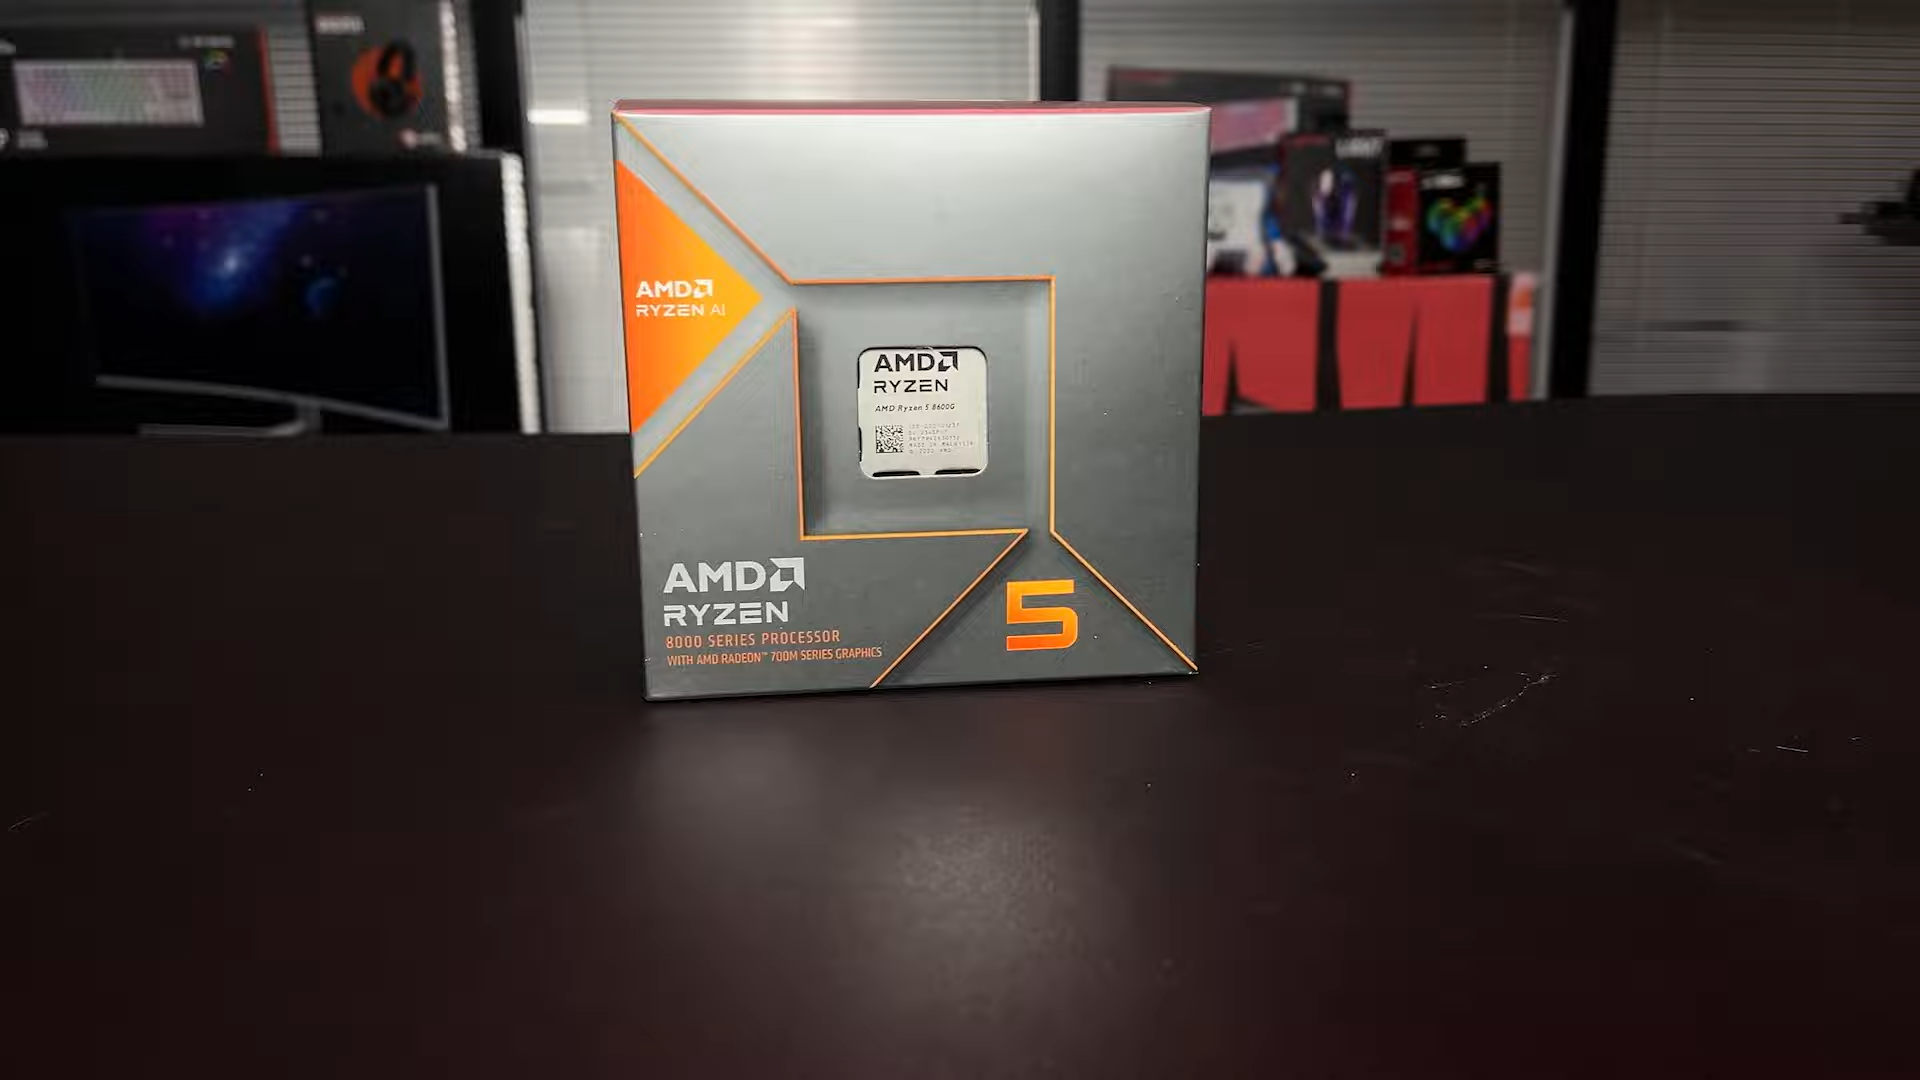 AMD
RYZEN AI
AMD
RYZEN
AMD Ryzen 5 8600G
AMD
RYZEN
8000 SERIES PROCESSOR
WITH AMD RADEON™ 700M SERIES GRAPHICS
5